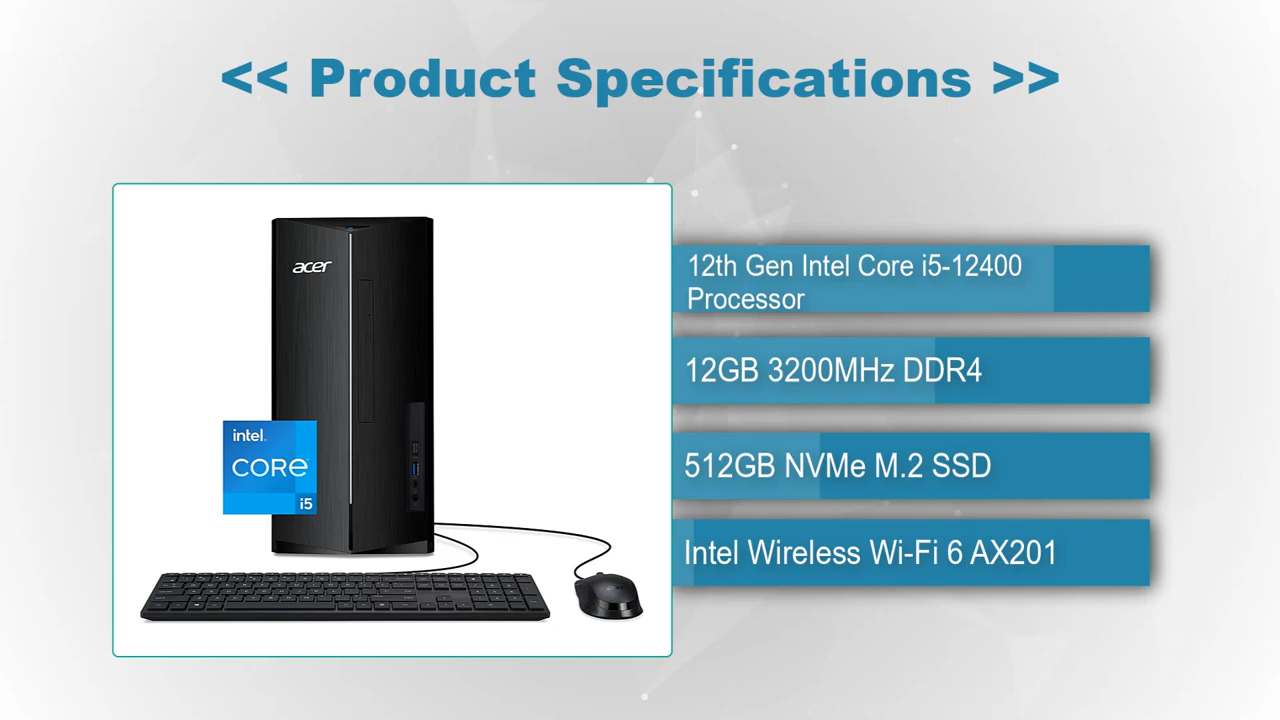 << Product Specifications >>
acer
intel.
CORE
i5
12th Gen Intel Core i5-12400
Processor
12GB 3200MHz DDR4
512GB NVMe M.2 SSD
Intel Wireless Wi-Fi 6 AX201